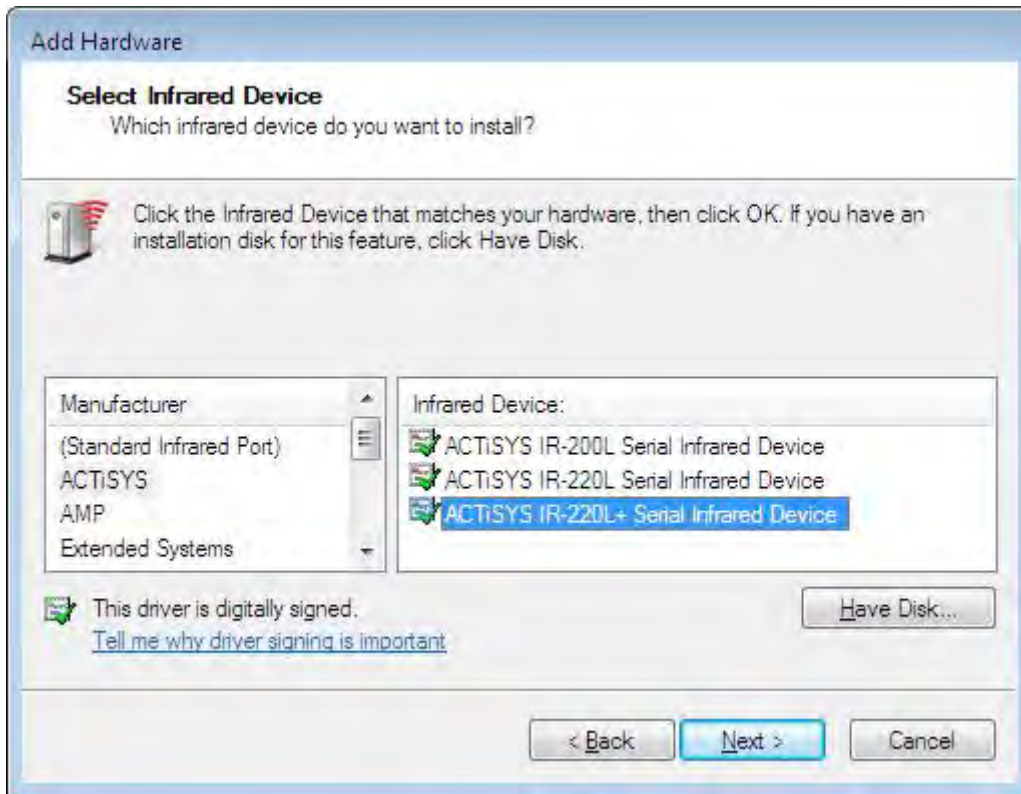 Add Hardware
Select Infrared Device
Which infrared device do you want to install?
Click the Infrared Device that matches your hardware, then click OK. If you have an
installation disk for this feature, click Have Disk.
Manufacturer
(Standard Infrared Port)
ACTiSYS
AMP
Extended Systems
Infrared Device:
ACTiSYS IR-200L Serial Infrared Device
ACTiSYS IR-220L Serial Infrared Device
ACTiSYS IR-220L+ Serial Infrared Device
This driver is digitally signed.
Tell me why driver signing is important
Have Disk...
< Back
Next >
Cancel